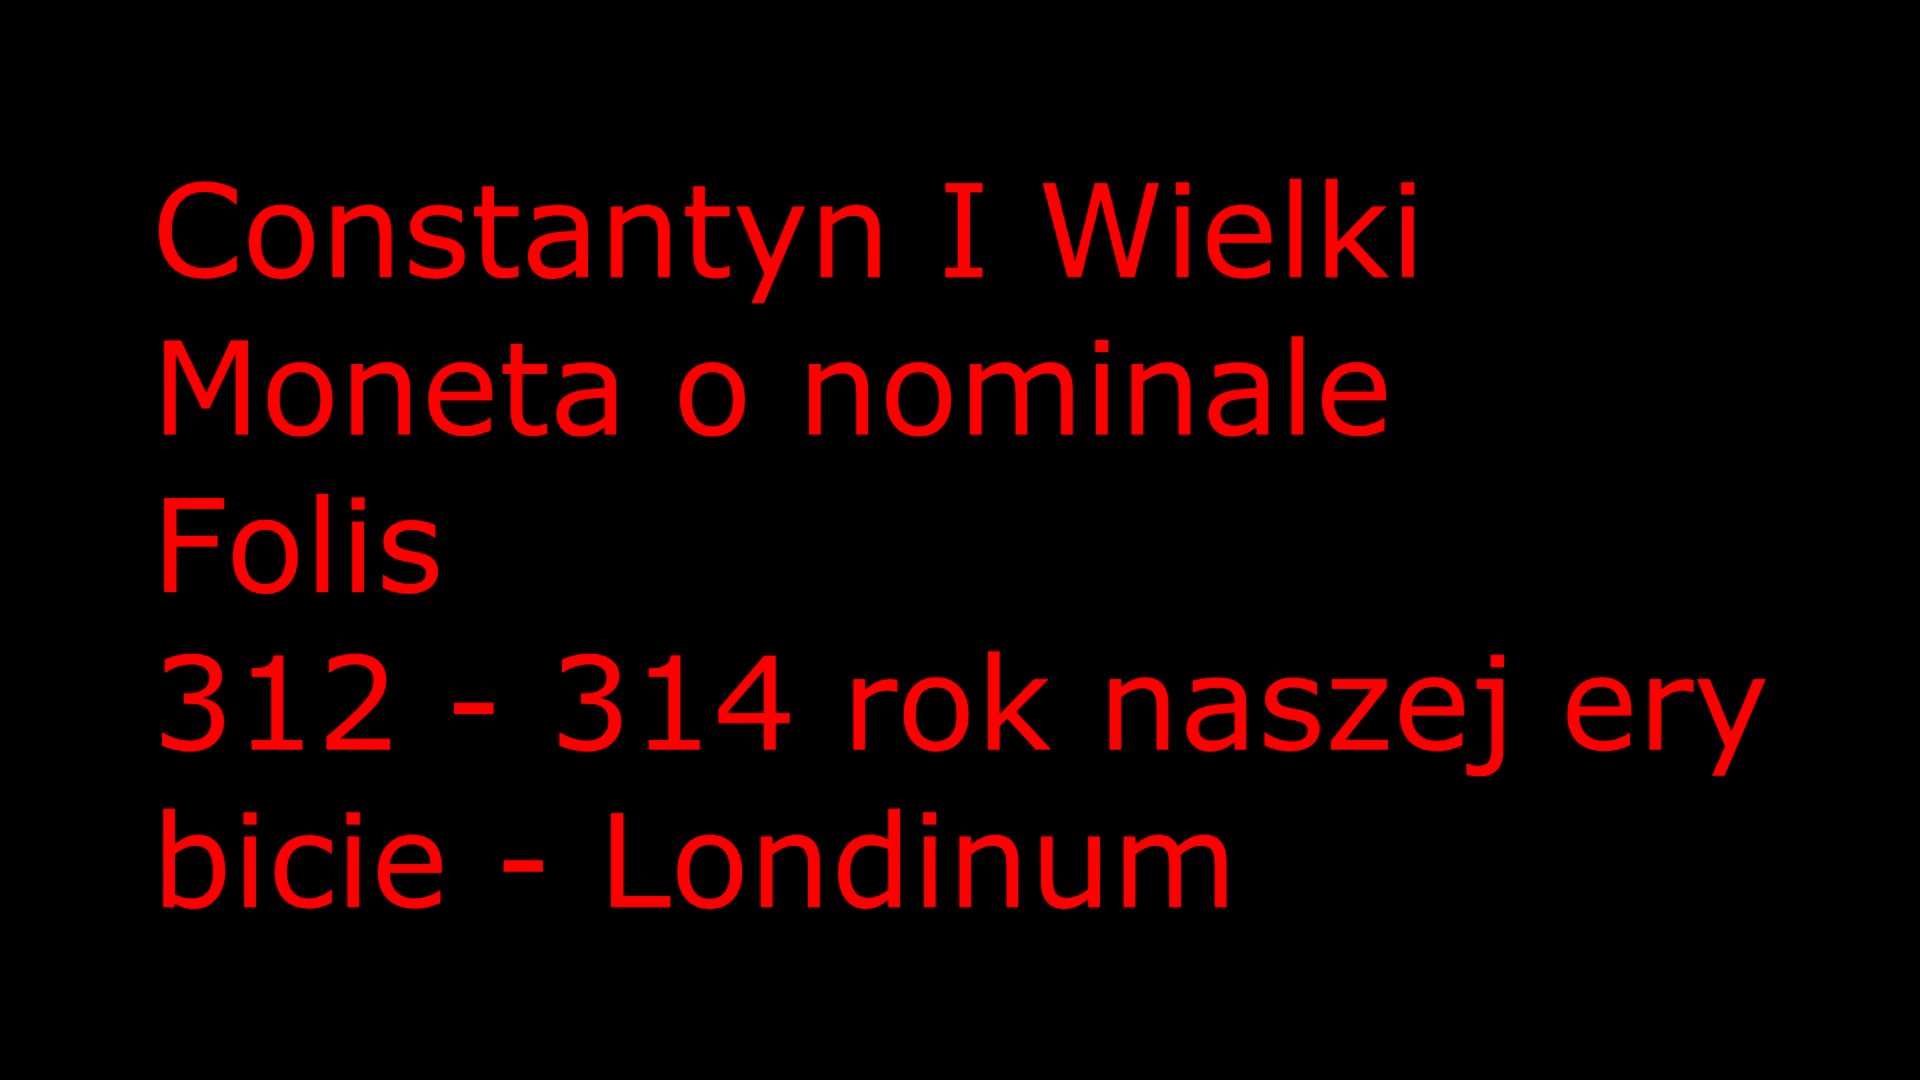 Constantyn I Wielki
Moneta o nominale
Folis
312 - 314 rok naszej ery
bicie - Londinum